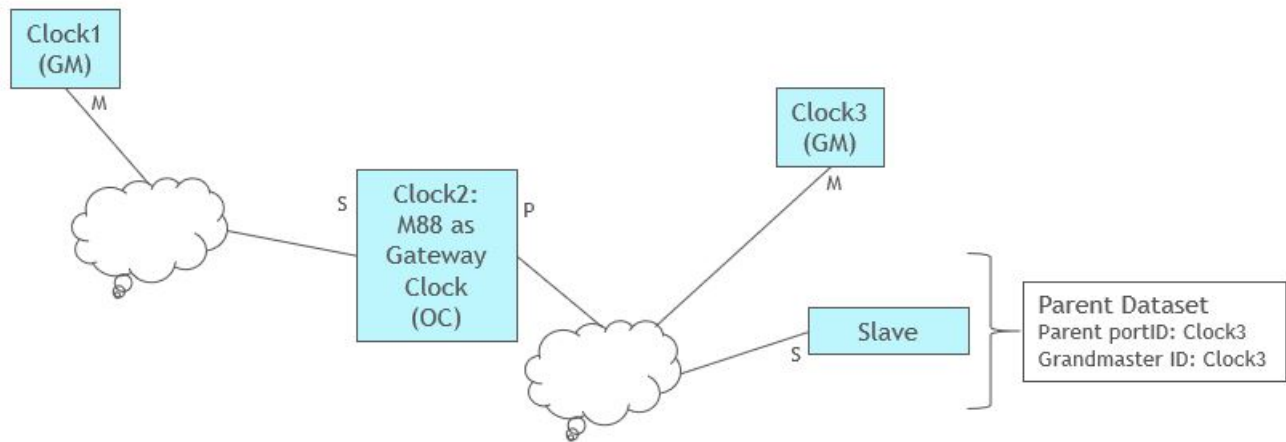 Clock1
(GM)
M
Clock3
(GM)
M
Clock2:
M88 as
Gateway
Clock
(OC)
S
P
Slave
S
Parent Dataset
Parent portID: Clock3
Grandmaster ID: Clock3